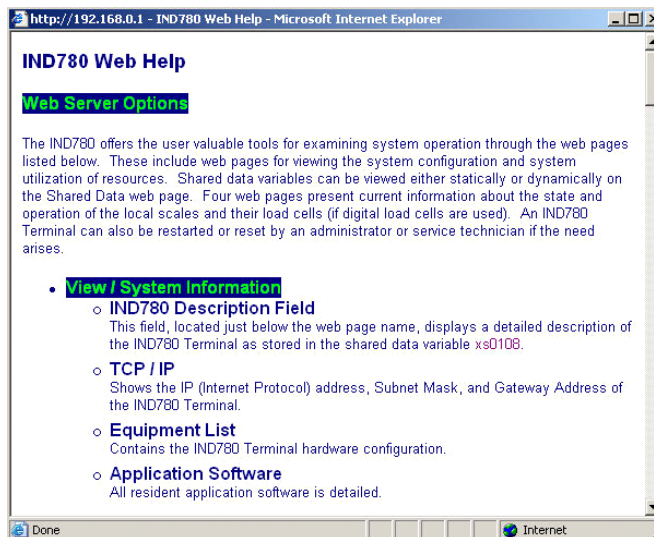 http://192.168.0.1 - IND780 Web Help - Microsoft Internet Explorer
IND780 Web Help
Web Server Options
The IND780 offers the user valuable tools for examining system operation through the web pages
listed below. These include web pages for viewing the system configuration and system
utilization of resources. Shared data variables can be viewed either statically or dynamically on
the Shared Data web page. Four web pages present current information about the state and
operation of the local scales and their load cells (if digital load cells are used). An IND780
Terminal can also be restarted or reset by an administrator or service technician if the need
arises.
View / System Information
IND780 Description Field
This field, located just below the web page name, displays a detailed description of
the IND780 Terminal as stored in the shared data variable xs0108.
TCP / IP
Shows the IP (Internet Protocol) address, Subnet Mask, and Gateway Address of
the IND780 Terminal.
Equipment List
Contains the IND780 Terminal hardware configuration.
Application Software
All resident application software is detailed.
Done Internet